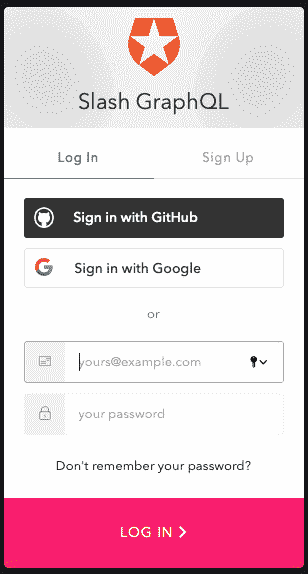 Slash GraphQL
Log In
Sign Up
Sign in with GitHub
Sign in with Google
or
yours@example.com
your password
Don't remember your password?
LOG IN